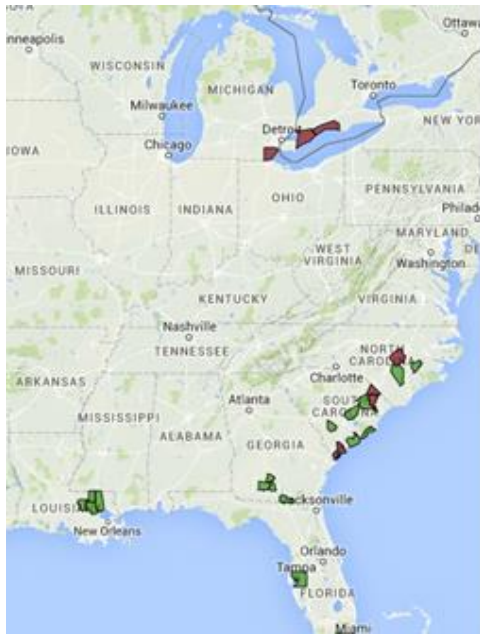 Ottawa
nneapolis
WISCONSIN
MICHIGAN
Toronto
Milwaukee
NEW YOR
Detroit
Chicago
IOWA
PENNSYLVANIA
OHIO
ILLINOIS
INDIANA
Philad
MARYLAND
DE
WEST
VIRGINIA
Washington
MISSOURI
KENTUCKY
VIRGINIA
Nashville
TENNESSEE
NORTH
CAROLINA
Charlotte
ARKANSAS
SOUTH
CAROLINA
Atlanta
MISSISSIPPI
ALABAMA
GEORGIA
LOUISIA
Jacksonville
New Orleans
Orlando
Tampa
FLORIDA
Miami